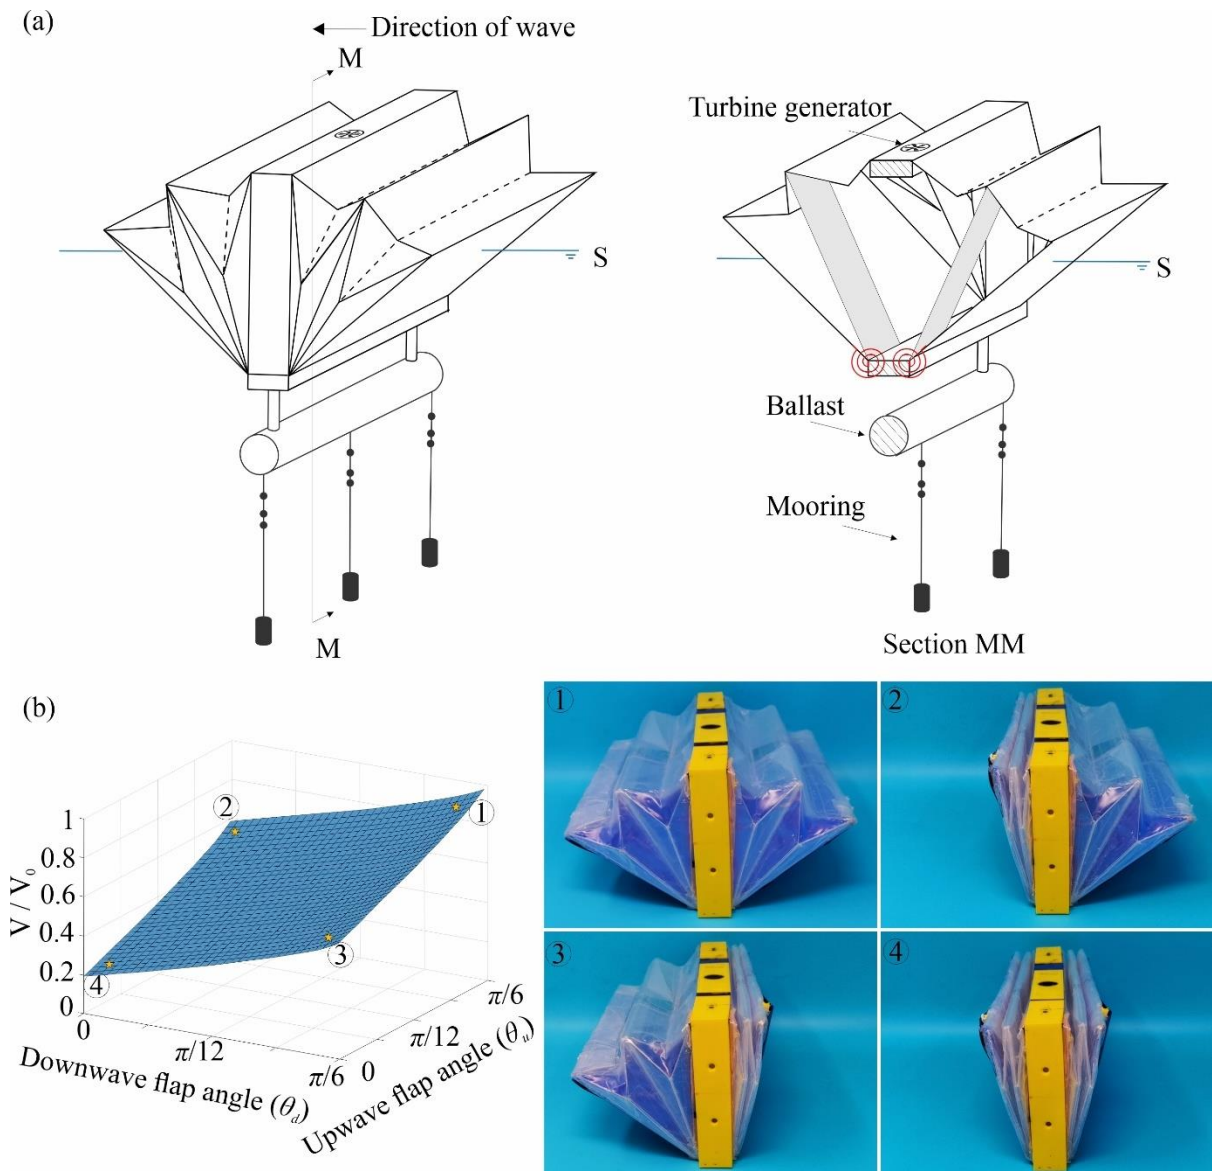 (a)
Direction of wave
M
M
S
Turbine generator
S
Ballast
Mooring
Section MM
(b)
V / V₀
1
0.8
0.6
0.4
0.2
0
0
π/12
π/6
Downwave flap angle (θ_d)
0
π/12
π/6
Upwave flap angle (θ_u)
①
②
③
④
①
②
③
④